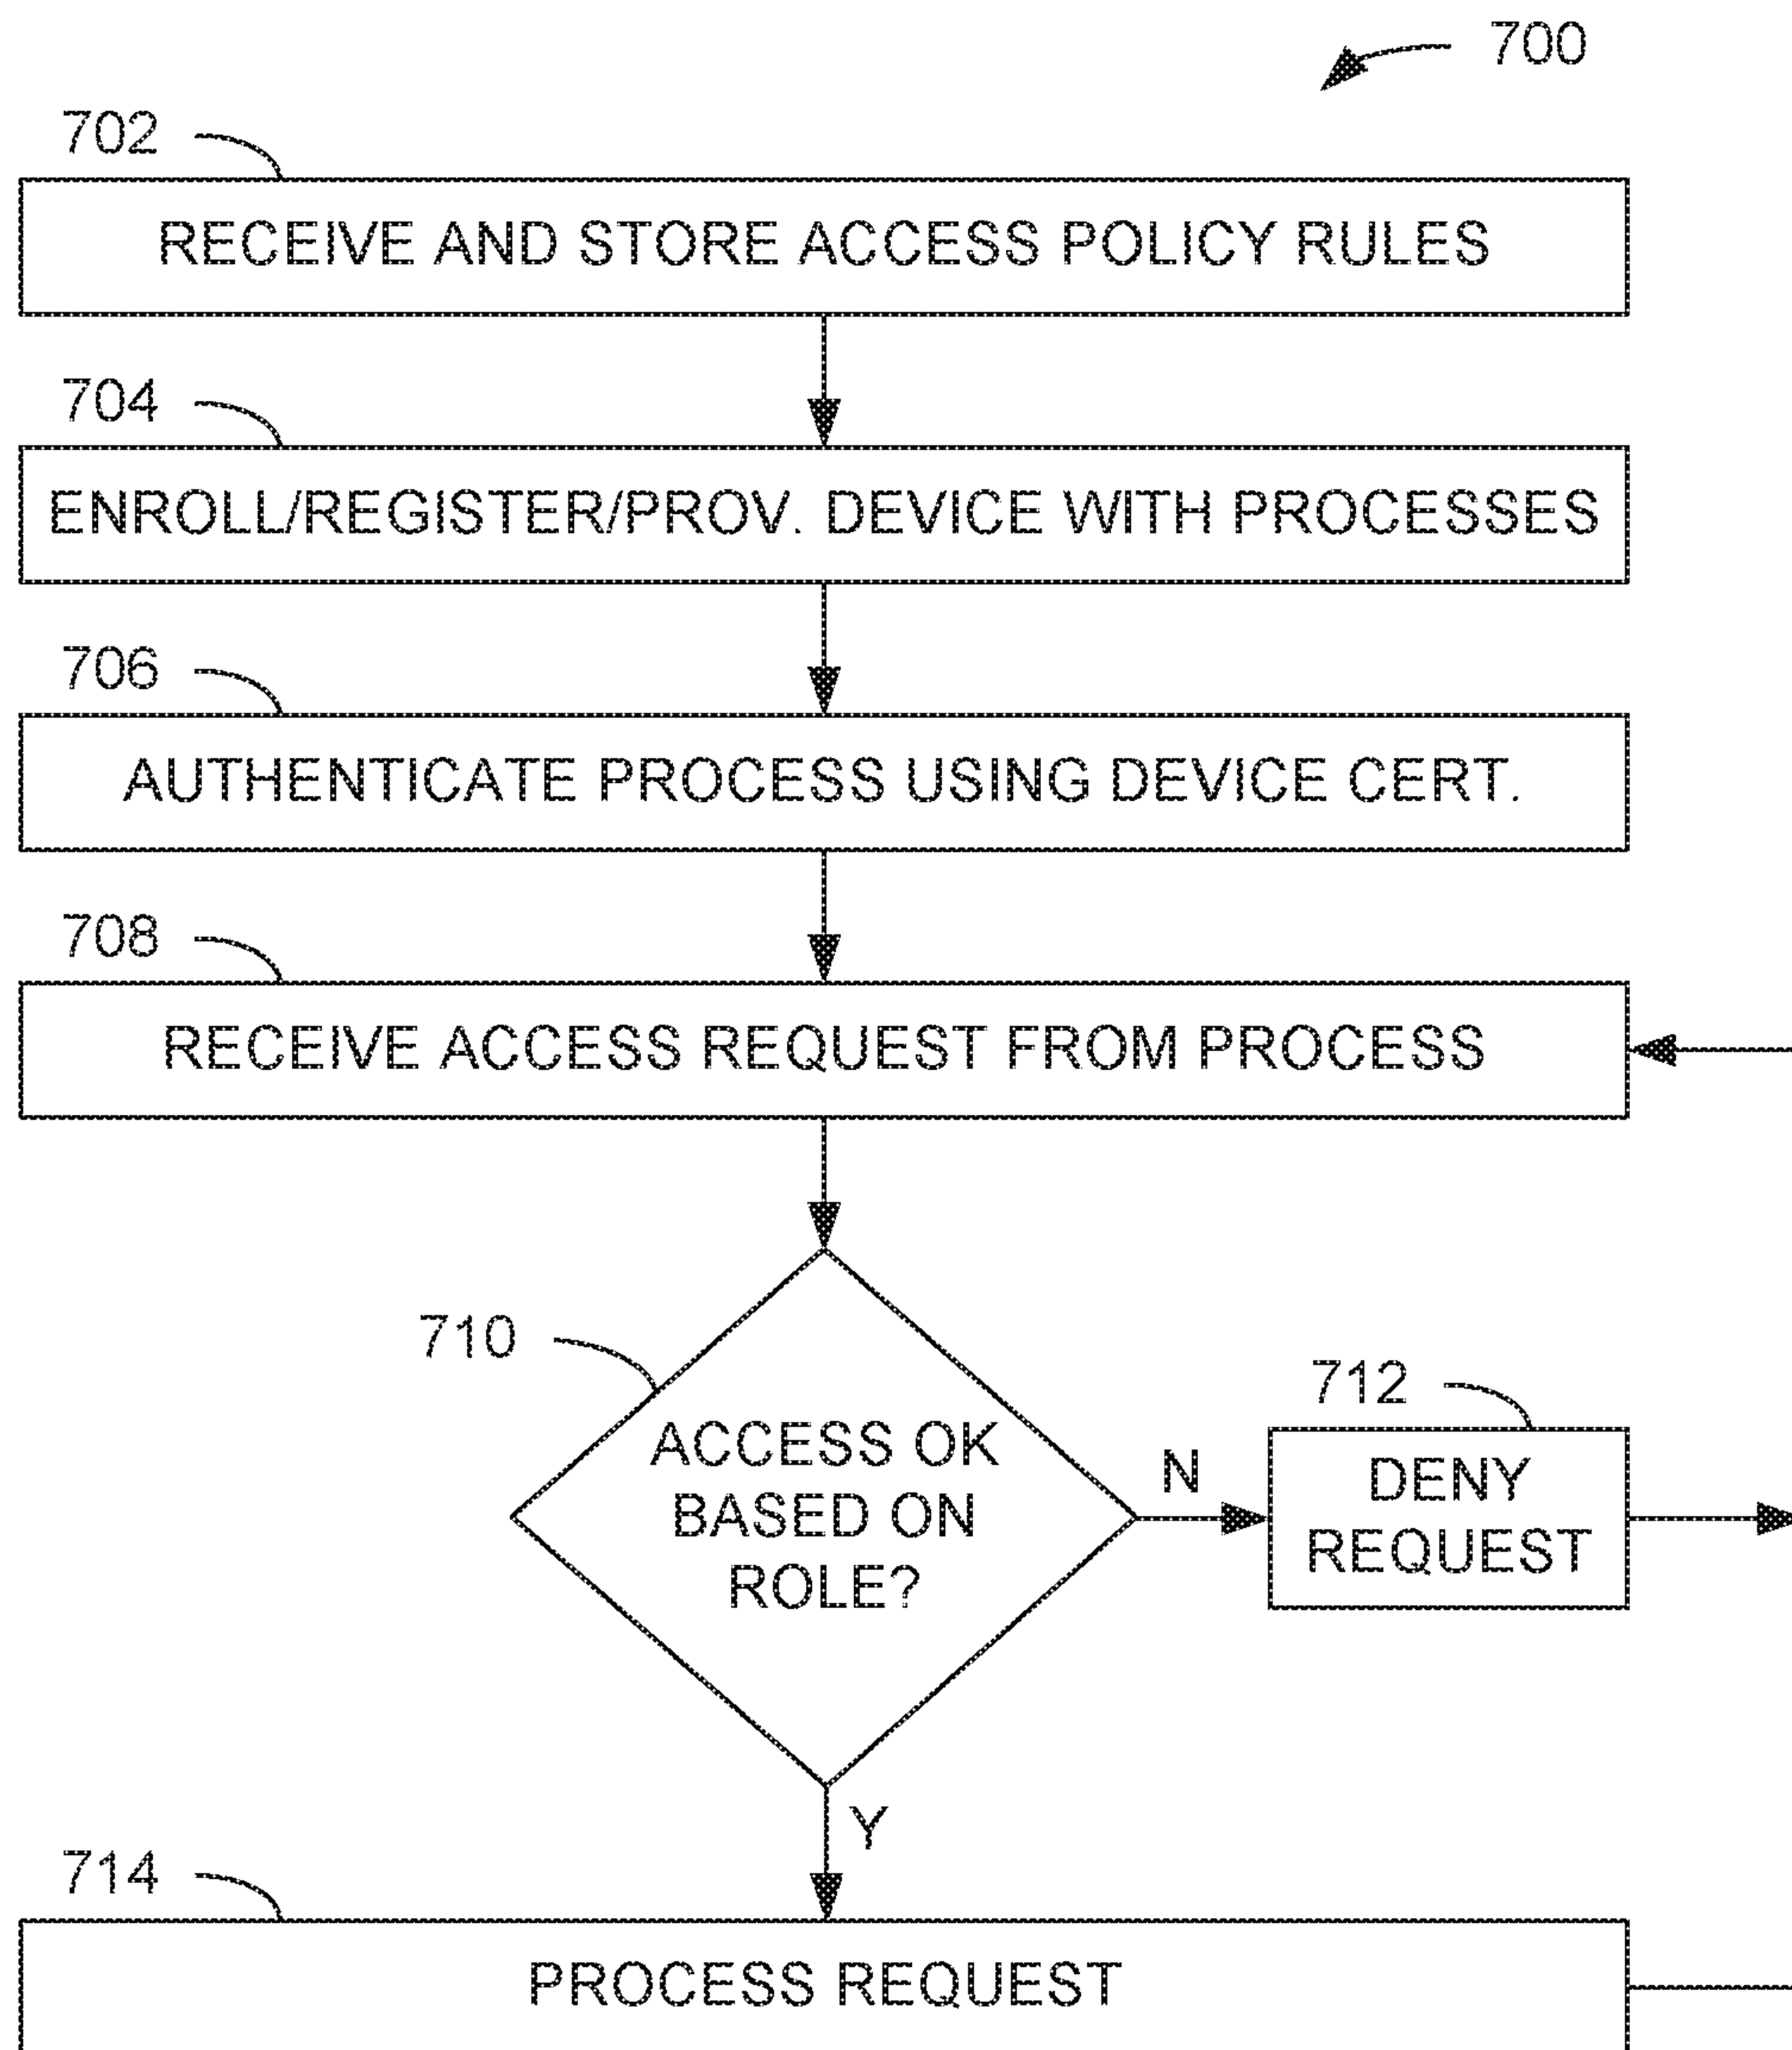 700
702
RECEIVE AND STORE ACCESS POLICY RULES
704
ENROLL/REGISTER/PROV. DEVICE WITH PROCESSES
706
AUTHENTICATE PROCESS USING DEVICE CERT.
708
RECEIVE ACCESS REQUEST FROM PROCESS
710
ACCESS OK
BASED ON
ROLE?
N
712
DENY
REQUEST
Y
714
PROCESS REQUEST